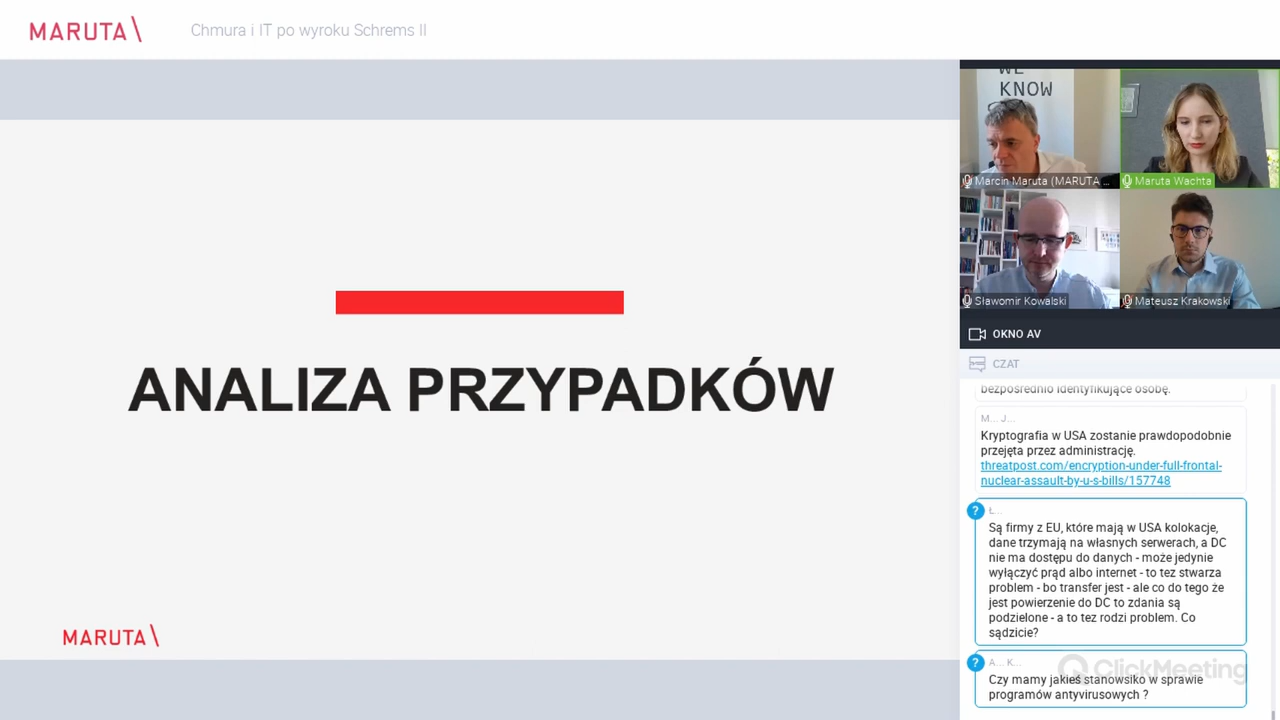 MARUTA\
Chmura i IT po wyroku Schrems II
ANALIZA PRZYPADKÓW
MARUTA\
KNOW
Marcin Maruta (MARUTA ...
Maruta Wachta
Sławomir Kowalski
Mateusz Krakowski
OKNO AV
CZAT
bezpośrednio identyfikujące osobę.
M... J...
Kryptografia w USA zostanie prawdopodobnie
przejęta przez administrację.
threatpost.com/encryption-under-full-frontal-
nuclear-assault-by-u-s-bills/157748
?
Ł...
Są firmy z EU, które mają w USA kolokacje,
dane trzymają na własnych serwerach, a DC
nie ma dostępu do danych - może jedynie
wyłączyć prąd albo internet - to tez stwarza
problem - bo transfer jest - ale co do tego że
jest powierzenie do DC to zdania są
podzielone - a to tez rodzi problem. Co
sądzicie?
?
A... K...
Czy mamy jakieś stanowsiko w sprawie
programów antyvirusowych ?
ClickMeeting